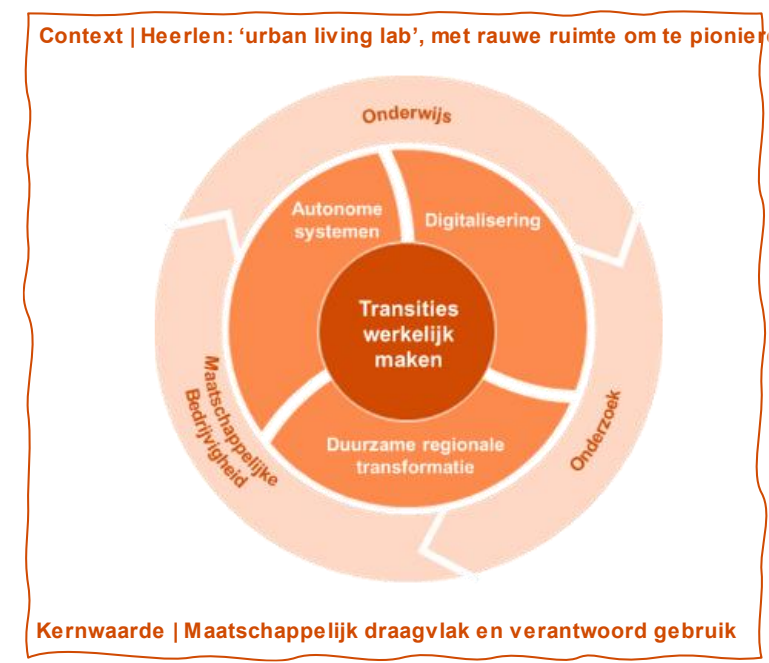 Context | Heerlen: ‘urban living lab’, met rauwe ruimte om te pionier
Onderwijs
Autonome
systemen
Digitalisering
Transities
werkelijk
maken
Maatschappelijke
Bedrijvigheid
Onderzoek
Duurzame regionale
transformatie
Kernwaarde | Maatschappelijk draagvlak en verantwoord gebruik